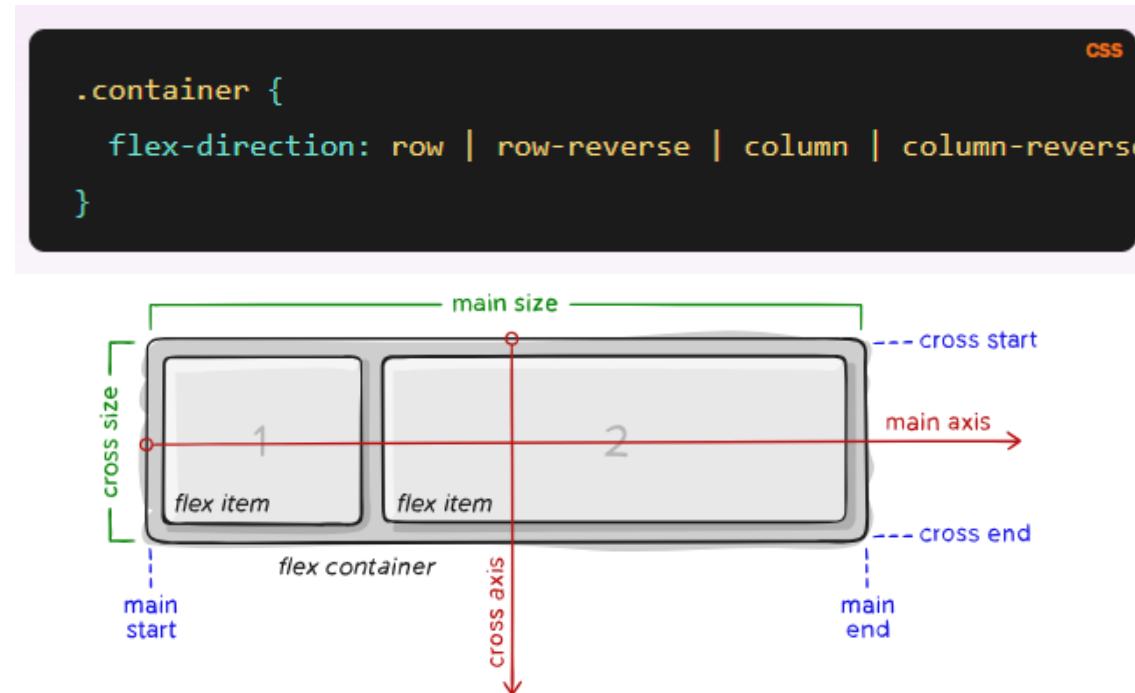 CSS
.container {
flex-direction: row | row-reverse | column | column-revers
}
main size
cross start
cross size
main axis
1
2
flex item
flex item
cross end
flex container
cross axis
main
start
main
end